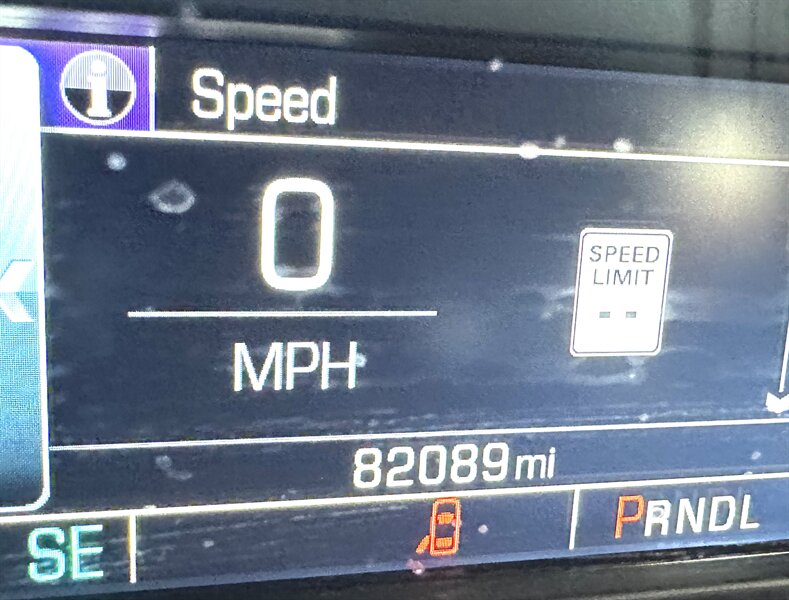 Speed
0
MPH
SPEED
LIMIT
--
82089 mi
SE
PRNDL